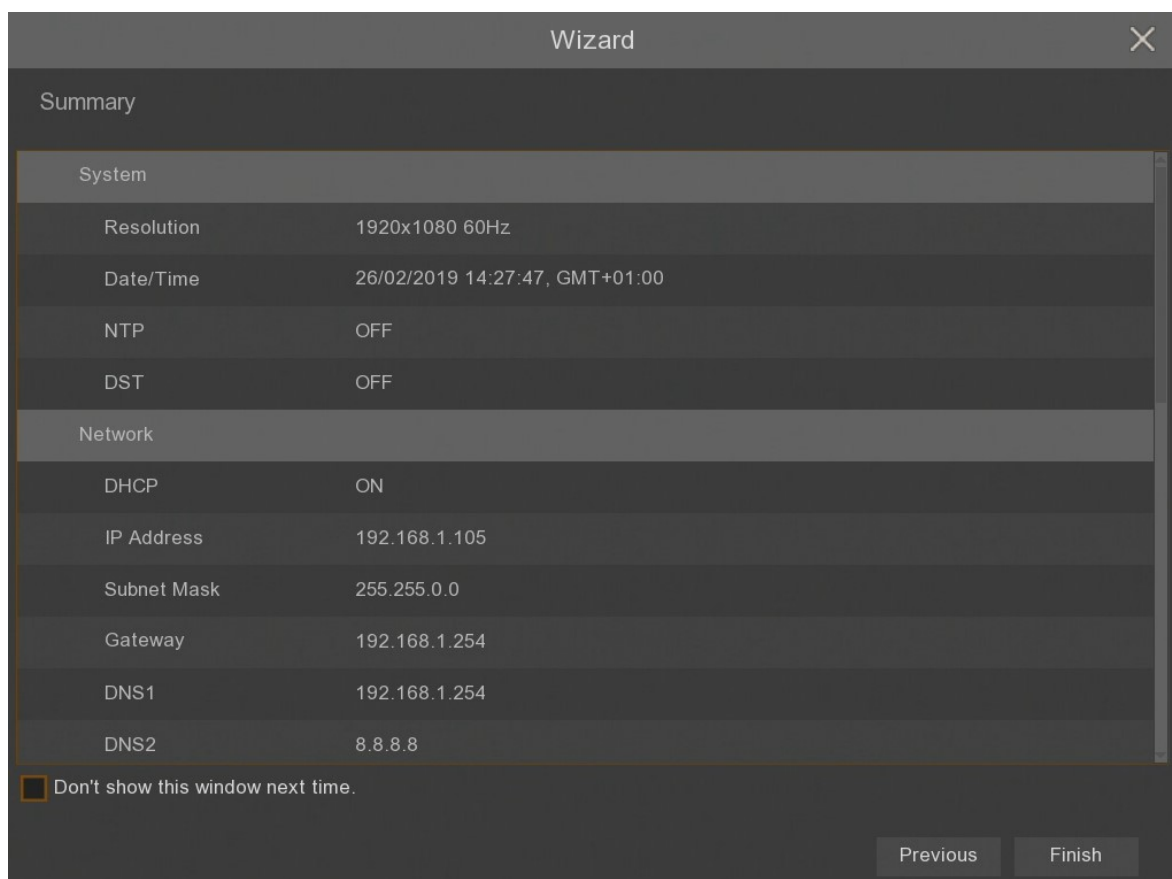 Wizard
Summary
System
Resolution 1920x1080 60Hz
Date/Time 26/02/2019 14:27:47, GMT+01:00
NTP OFF
DST OFF
Network
DHCP ON
IP Address 192.168.1.105
Subnet Mask 255.255.0.0
Gateway 192.168.1.254
DNS1 192.168.1.254
DNS2 8.8.8.8
Don't show this window next time.
Previous Finish